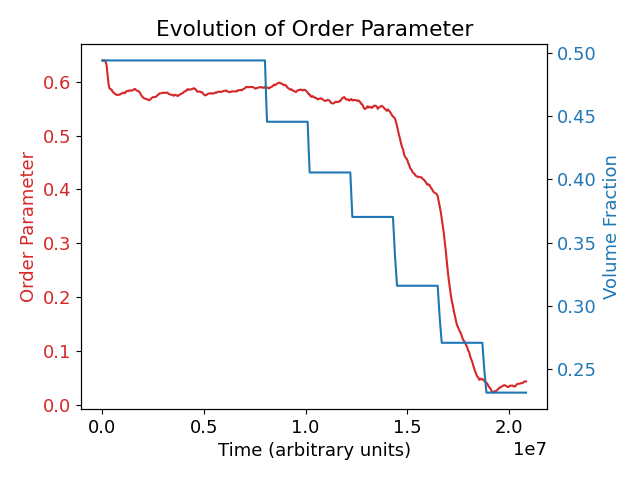 Evolution of Order Parameter
Order Parameter
0.6
0.5
0.4
0.3
0.2
0.1
0.0
0.50
0.45
0.40
0.35
0.30
0.25
Volume Fraction
0.0 0.5 1.0 1.5 2.0
1e7
Time (arbitrary units)